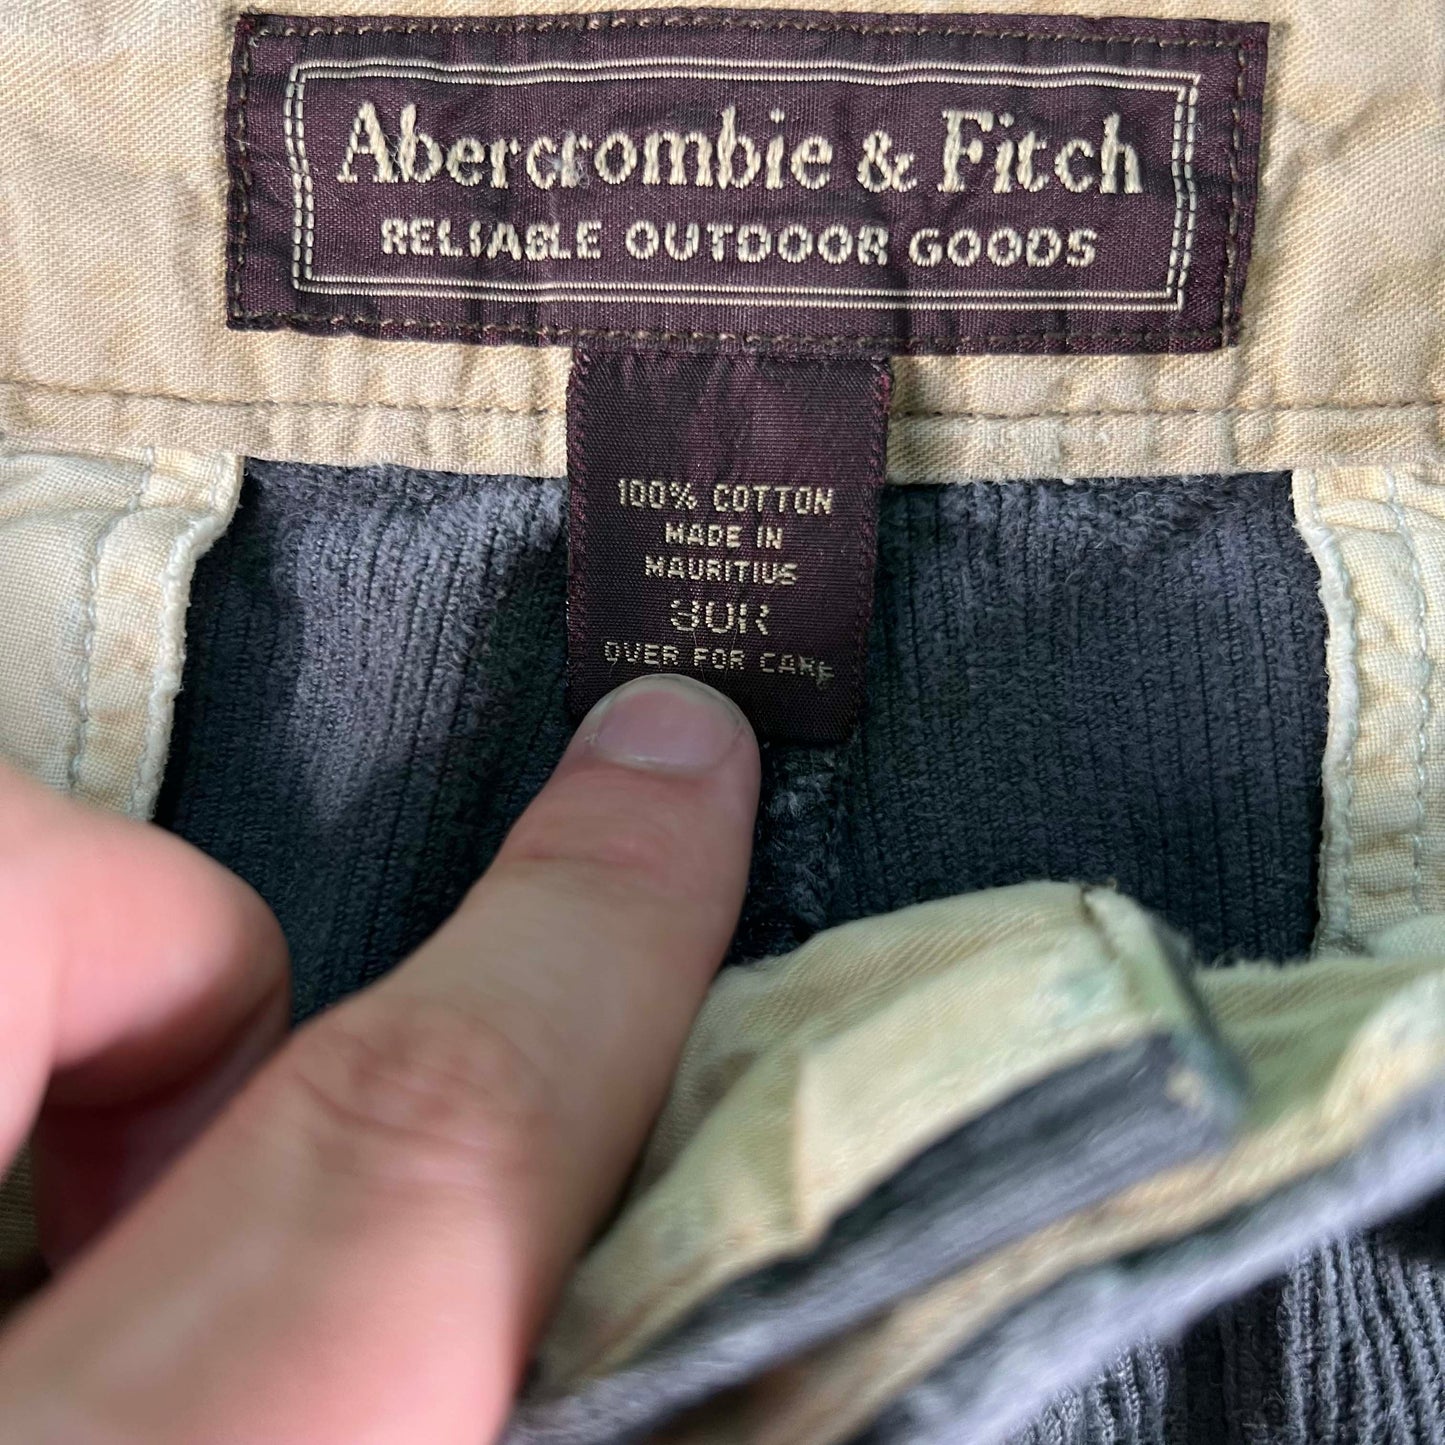 Abercrombie & Fitch
RELIABLE OUTDOOR GOODS
100% COTTON
MADE IN
MAURITIUS
30R
OVER FOR CARE